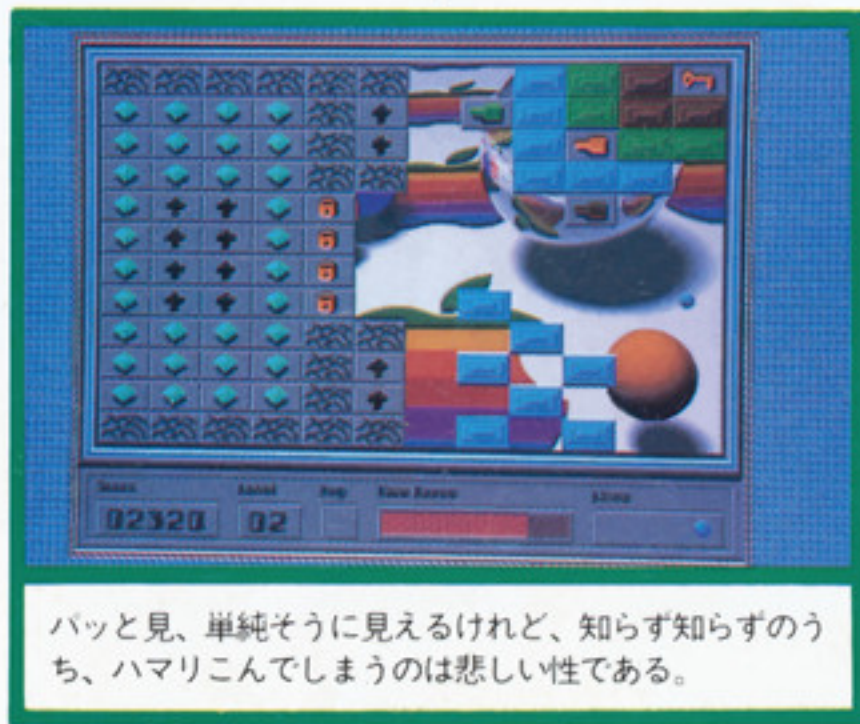 02320
02
パッと見、単純そうに見えるけれど、知らず知らずのう
ち、ハマリこんでしまうのは悲しい性である。